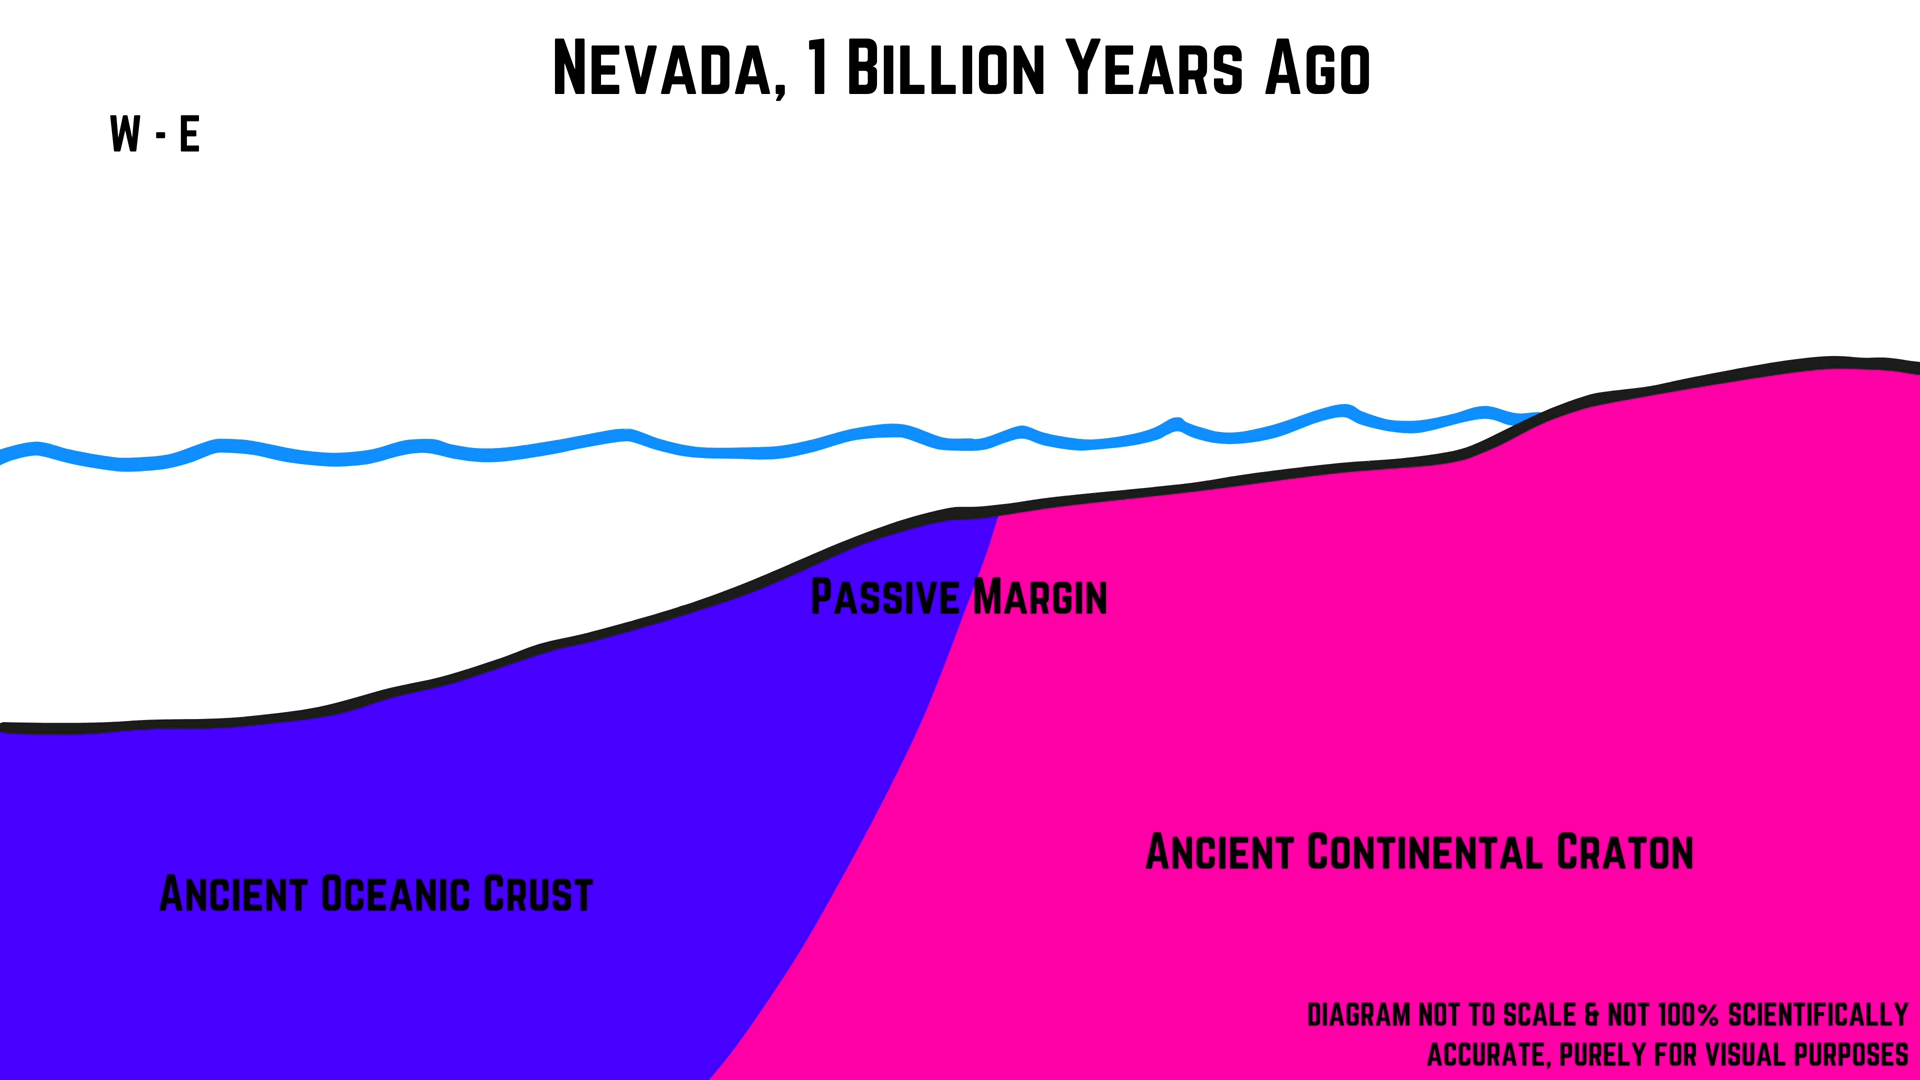 Nevada, 1 Billion Years Ago
W - E
Passive Margin
Ancient Continental Craton
Ancient Oceanic Crust
DIAGRAM NOT TO SCALE & NOT 100% SCIENTIFICALLY
ACCURATE, PURELY FOR VISUAL PURPOSES